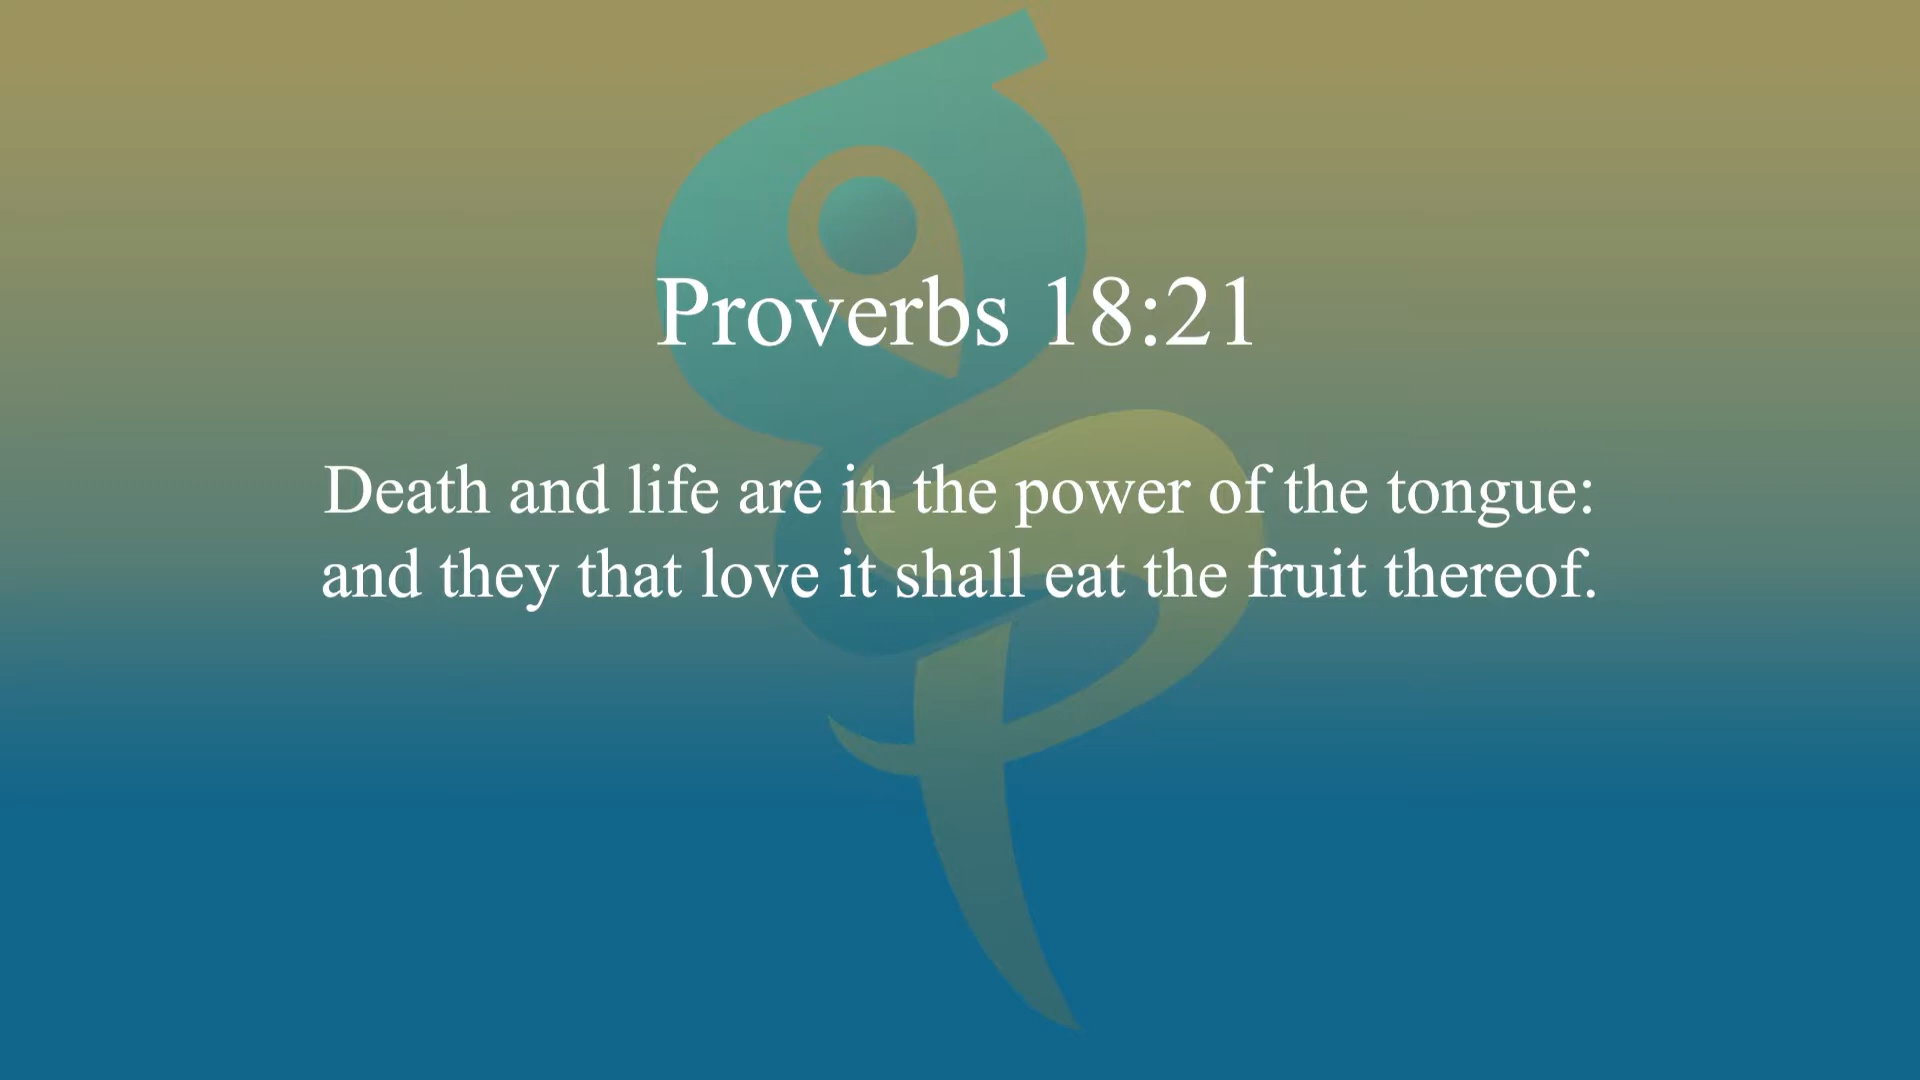 Proverbs 18:21
Death and life are in the power of the tongue:
and they that love it shall eat the fruit thereof.